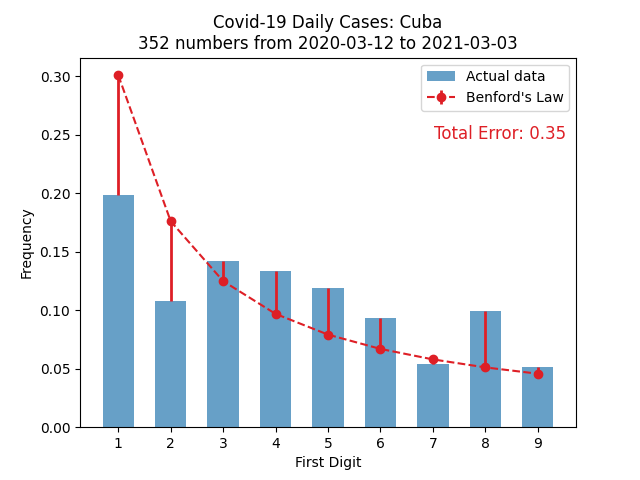 Covid-19 Daily Cases: Cuba
352 numbers from 2020-03-12 to 2021-03-03
Actual data
Benford's Law
Total Error: 0.35
Frequency
0.30
0.25
0.20
0.15
0.10
0.05
0.00
1 2 3 4 5 6 7 8 9
First Digit